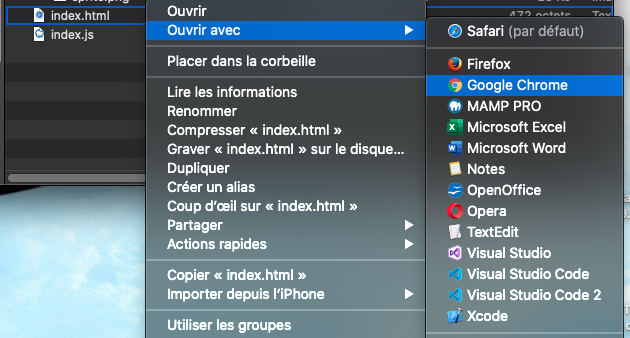 sprite.png
index.html
index.js
472 octets
Ouvrir
Ouvrir avec
Placer dans la corbeille
Lire les informations
Renommer
Compresser « index.html »
Graver « index.html » sur le disque...
Dupliquer
Créer un alias
Coup d’œil sur « index.html »
Partager
Actions rapides
Copier « index.html »
Importer depuis l’iPhone
Utiliser les groupes
Safari (par défaut)
Firefox
Google Chrome
MAMP PRO
Microsoft Excel
Microsoft Word
Notes
OpenOffice
Opera
TextEdit
Visual Studio
Visual Studio Code
Visual Studio Code 2
Xcode